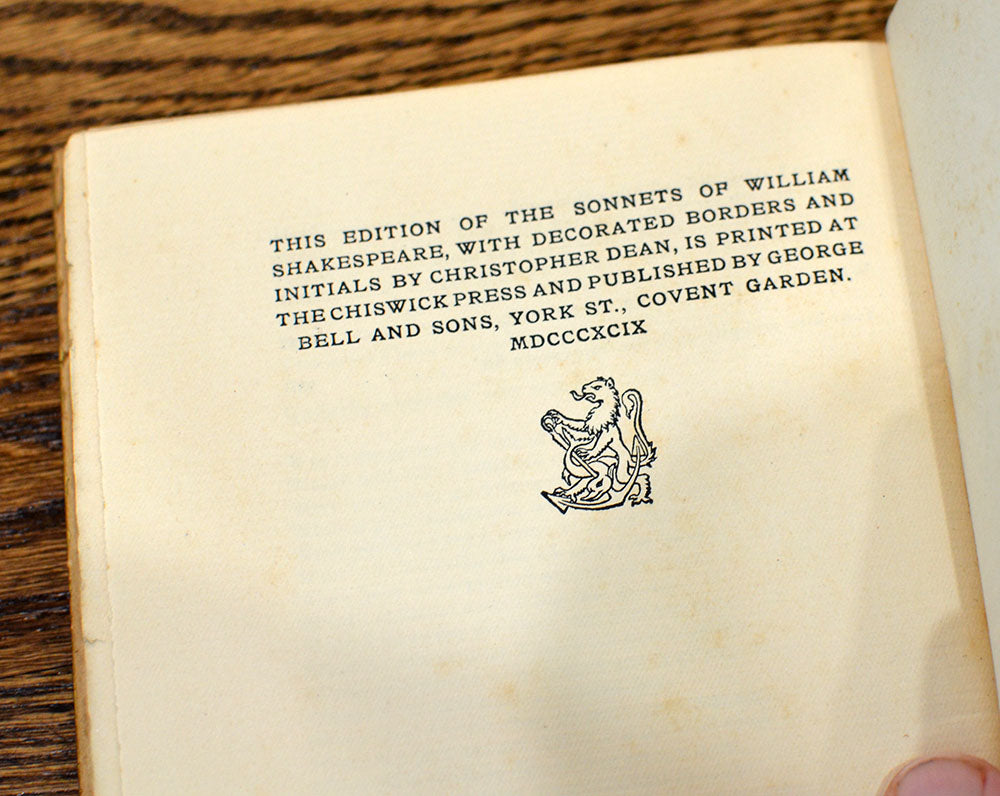 THIS EDITION OF THE SONNETS OF WILLIAM
SHAKESPEARE, WITH DECORATED BORDERS AND
INITIALS BY CHRISTOPHER DEAN, IS PRINTED AT
THE CHISWICK PRESS AND PUBLISHED BY GEORGE
BELL AND SONS, YORK ST., COVENT GARDEN.
MDCCCXCIX